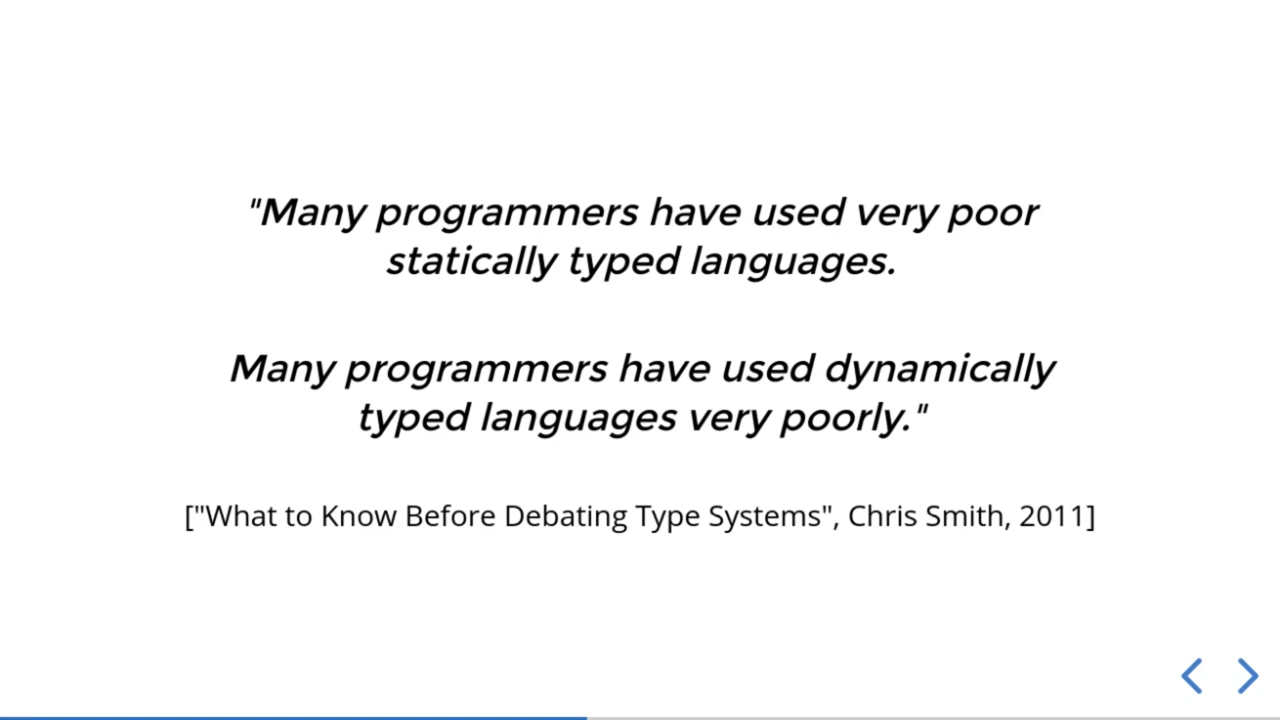 "Many programmers have used very poor
statically typed languages.
Many programmers have used dynamically
typed languages very poorly."
["What to Know Before Debating Type Systems", Chris Smith, 2011]